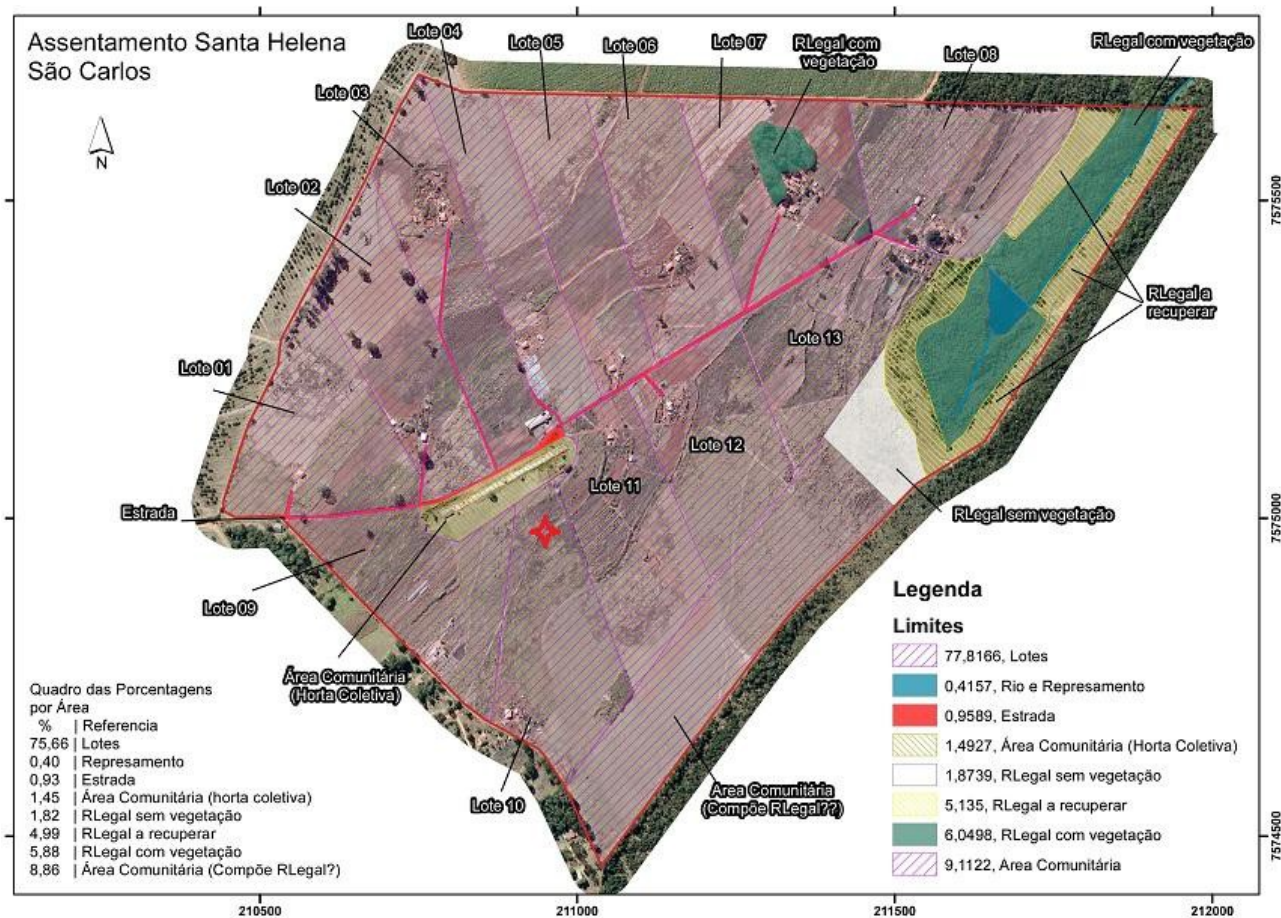 Assentamento Santa Helena
São Carlos
N
Lote 04
Lote 05
Lote 06
Lote 07
RLegal com
vegetação
Lote 08
RLegal com vegetação
Lote 03
Lote 02
Lote 01
Estrada
Lote 09
Área Comunitária
(Horta Coletiva)
Lote 10
Lote 11
Lote 12
Lote 13
RLegal a
recuperar
RLegal sem vegetação
Area Comunitária
(Compõe RLegal??)
Quadro das Porcentagens
por Área
% | Referencia
75,66 | Lotes
0,40 | Represamento
0,93 | Estrada
1,45 | Área Comunitária (horta coletiva)
1,82 | RLegal sem vegetação
4,99 | RLegal a recuperar
5,88 | RLegal com vegetação
8,86 | Área Comunitária (Compõe RLegal?)
Legenda
Limites
77,8166, Lotes
0,4157, Rio e Represamento
0,9589, Estrada
1,4927, Área Comunitária (Horta Coletiva)
1,8739, RLegal sem vegetação
5,135, RLegal a recuperar
6,0498, RLegal com vegetação
9,1122, Area Comunitária
7575500
7575000
7574500
210500
211000
211500
212000